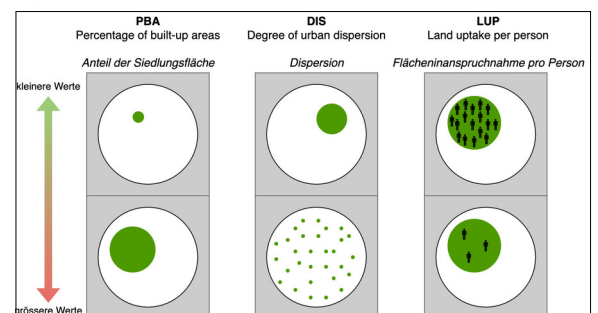 PBA
Percentage of built-up areas
Anteil der Siedlungsfläche
DIS
Degree of urban dispersion
Dispersion
LUP
Land uptake per person
Flächeninanspruchnahme pro Person
kleinere Werte
grössere Werte